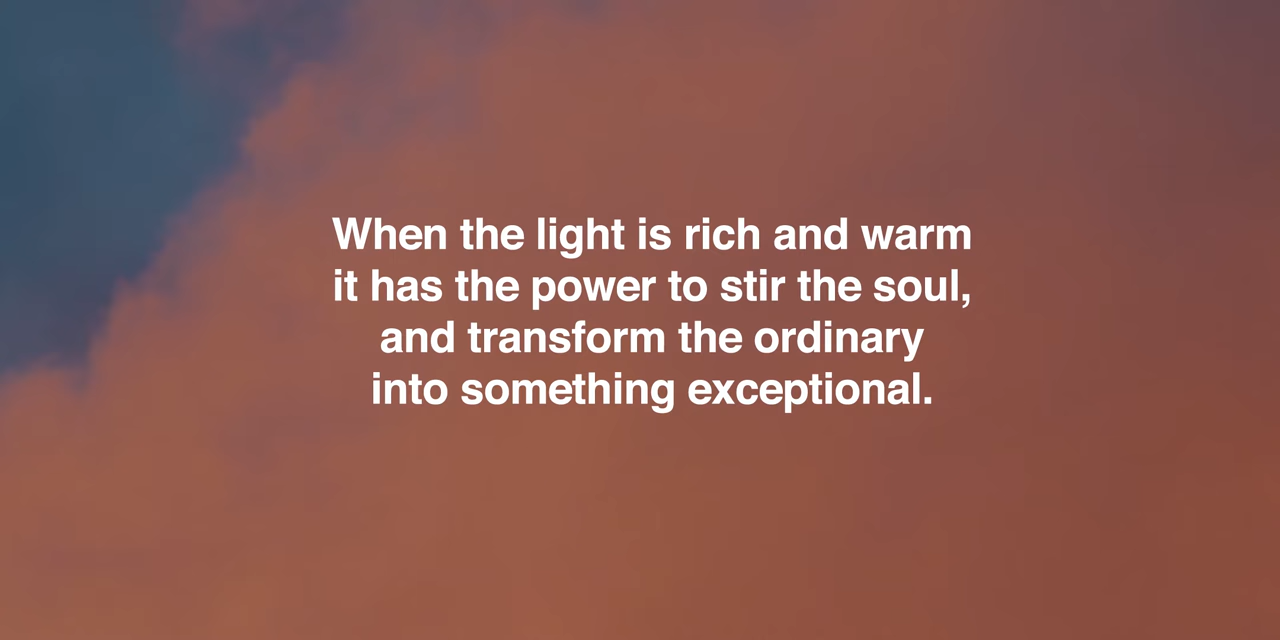 When the light is rich and warm
it has the power to stir the soul,
and transform the ordinary
into something exceptional.